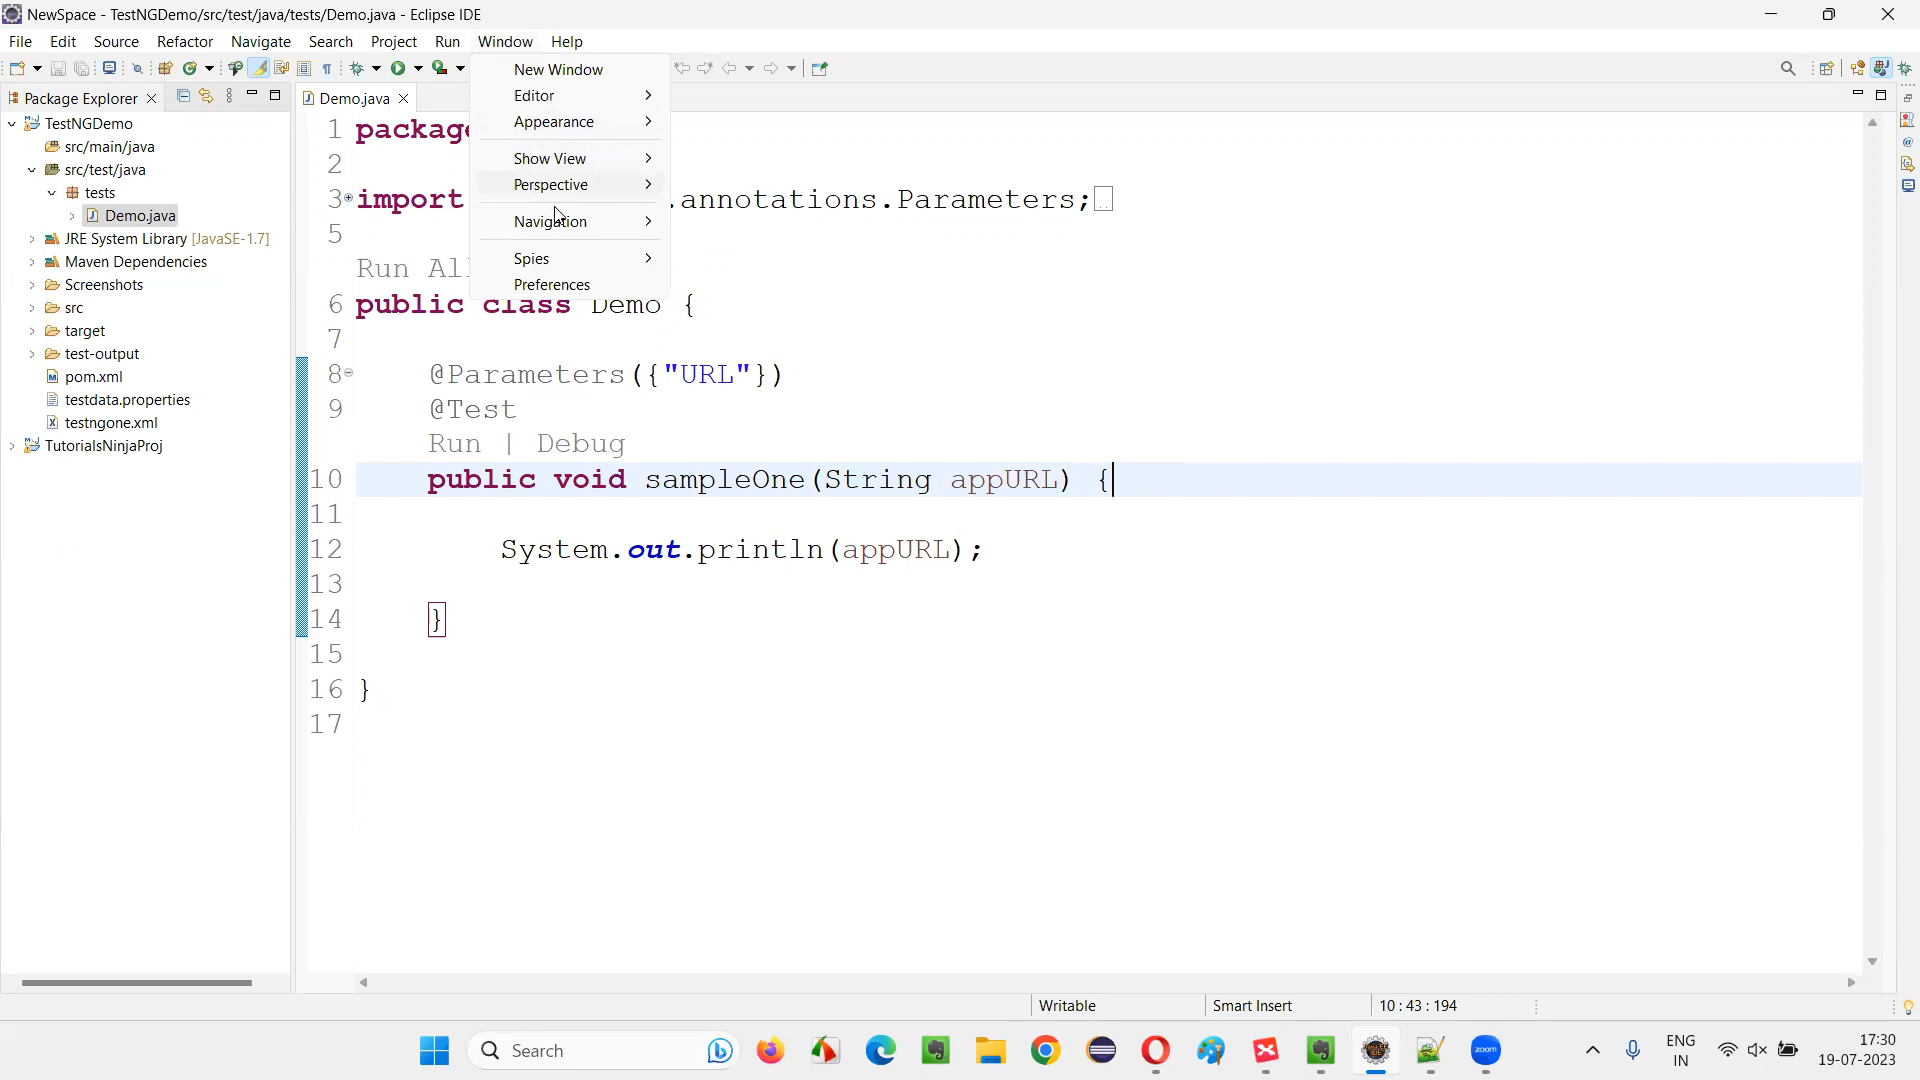 NewSpace - TestNGDemo/src/test/java/tests/Demo.java - Eclipse IDE
File Edit Source Refactor Navigate Search Project Run Window Help
Package Explorer
Demo.java
TestNGDemo
src/main/java
src/test/java
tests
Demo.java
JRE System Library [JavaSE-1.7]
Maven Dependencies
Screenshots
src
target
test-output
pom.xml
testdata.properties
testngone.xml
TutorialsNinjaProj
New Window
Editor
Appearance
Show View
Perspective
Navigation
Spies
Preferences
1 package
2
3 import .annotations.Parameters;
5
Run All
6 public class Demo {
7
8 @Parameters({"URL"})
9 @Test
Run | Debug
10 public void sampleOne(String appURL) {
11
12 System.out.println(appURL);
13
14 }
15
16 }
17
Writable Smart Insert 10 : 43 : 194
Search
zoom
ENG
IN
17:30
19-07-2023